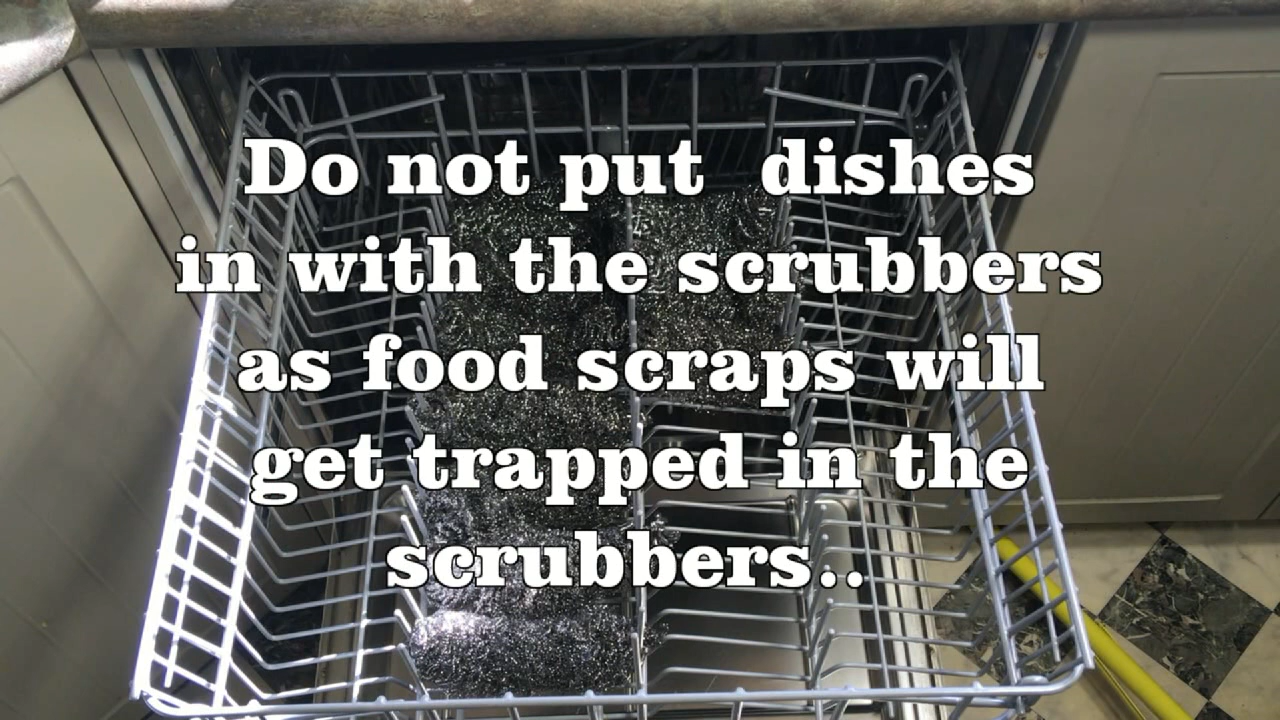 Do not put dishes
in with the scrubbers
as food scraps will
get trapped in the
scrubbers..